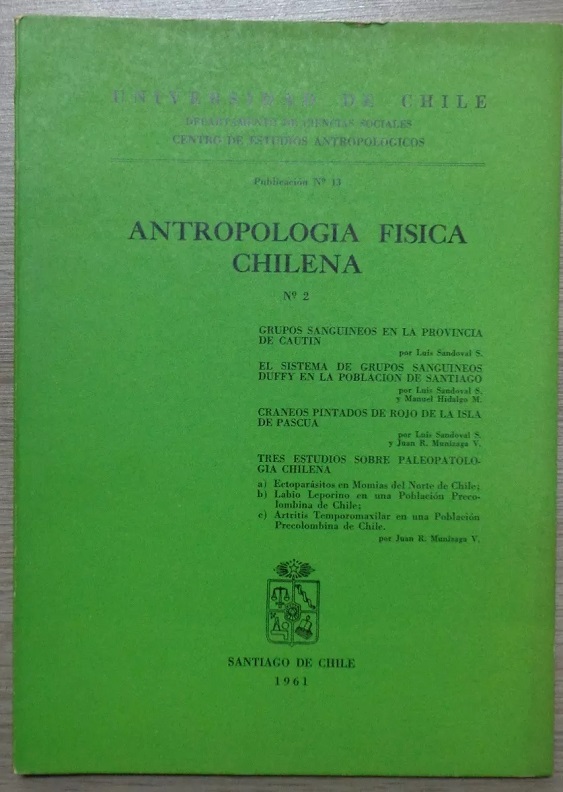 UNIVERSIDAD DE CHILE
DEPARTAMENTO DE CIENCIAS SOCIALES
CENTRO DE ESTUDIOS ANTROPOLOGICOS
Publicación Nº 13
ANTROPOLOGIA FISICA
CHILENA
Nº 2
GRUPOS SANGUINEOS EN LA PROVINCIA
DE CAUTIN
por Luis Sandoval S.
EL SISTEMA DE GRUPOS SANGUINEOS
DUFFY EN LA POBLACION DE SANTIAGO
por Luis Sandoval S.
y Manuel Hidalgo M.
CRANEOS PINTADOS DE ROJO DE LA ISLA
DE PASCUA
por Luis Sandoval S.
y Juan R. Munizaga V.
TRES ESTUDIOS SOBRE PALEOPATOLO-
GIA CHILENA
a) Ectoparásitos en Momias del Norte de Chile;
b) Labio Leporino en una Población Preco-
lombina de Chile;
c) Artritis Temporomaxilar en una Población
Precolombina de Chile.
por Juan R. Munizaga V.
SANTIAGO DE CHILE
1961